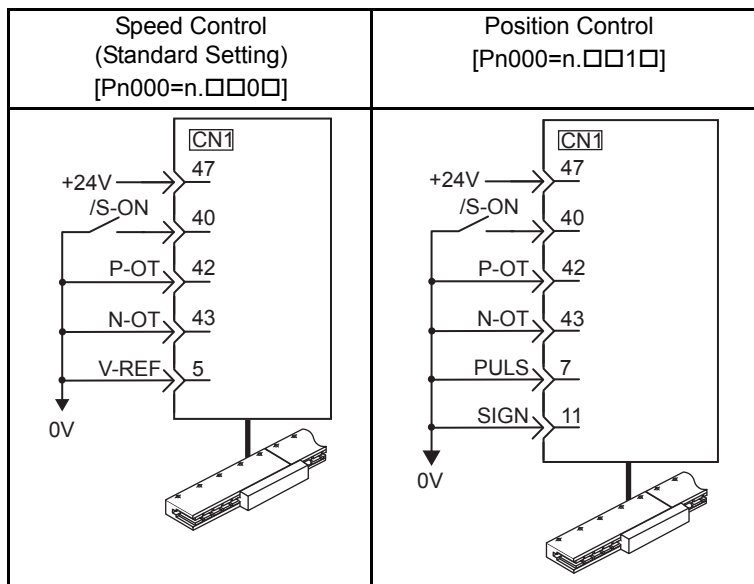 Speed Control
(Standard Setting)
[Pn000=n.□□0□]
Position Control
[Pn000=n.□□1□]
CN1
+24V 47
/S-ON 40
P-OT 42
N-OT 43
V-REF 5
0V
CN1
+24V 47
/S-ON 40
P-OT 42
N-OT 43
PULS 7
SIGN 11
0V